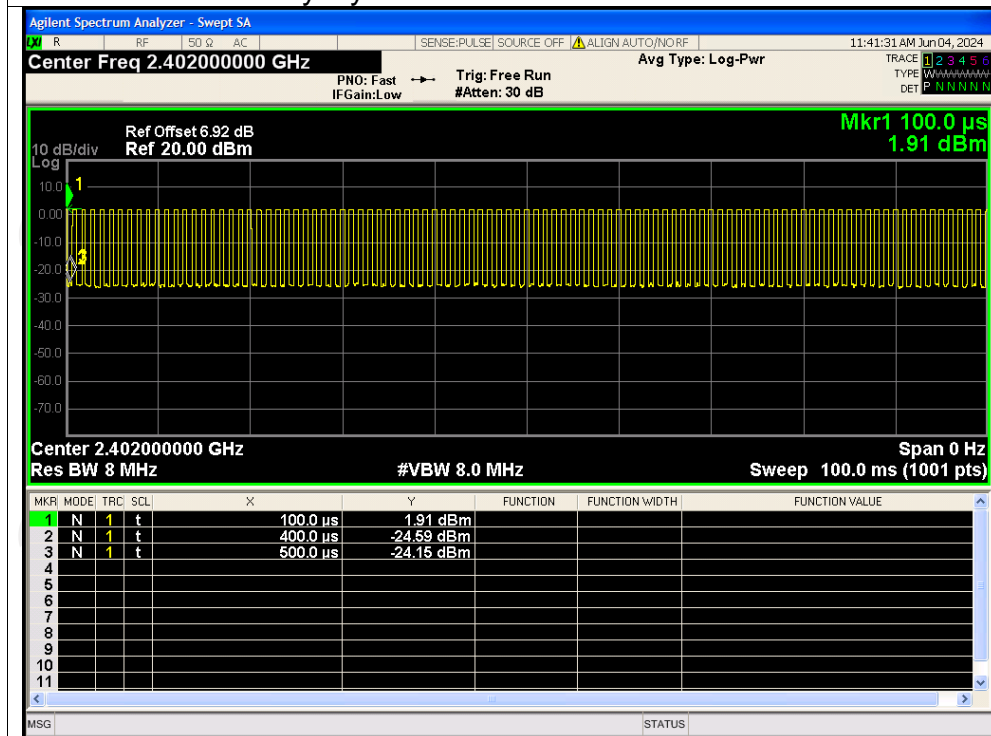 Agilent Spectrum Analyzer - Swept SA
LXI R RF 50 Ω AC SENSE:PULSE SOURCE OFF ALIGN AUTO/NO RF 11:41:31 AM Jun 04, 2024
Center Freq 2.402000000 GHz Avg Type: Log-Pwr TRACE 1 2 3 4 5 6
PNO: Fast Trig: Free Run TYPE WWWWWWW
IFGain:Low #Atten: 30 dB DET P N N N N N
Mkr1 100.0 µs
Ref Offset 6.92 dB
10 dB/div Ref 20.00 dBm 1.91 dBm
Log
10.0 1
0.00
-10.0
3
-20.0
-30.0
-40.0
-50.0
-60.0
-70.0
Center 2.402000000 GHz Span 0 Hz
Res BW 8 MHz #VBW 8.0 MHz Sweep 100.0 ms (1001 pts)
MKR MODE TRC SCL X Y FUNCTION FUNCTION WIDTH FUNCTION VALUE
1 N 1 t 100.0 µs 1.91 dBm
2 N 1 t 400.0 µs -24.59 dBm
3 N 1 t 500.0 µs -24.15 dBm
4
5
6
7
8
9
10
11
MSG STATUS